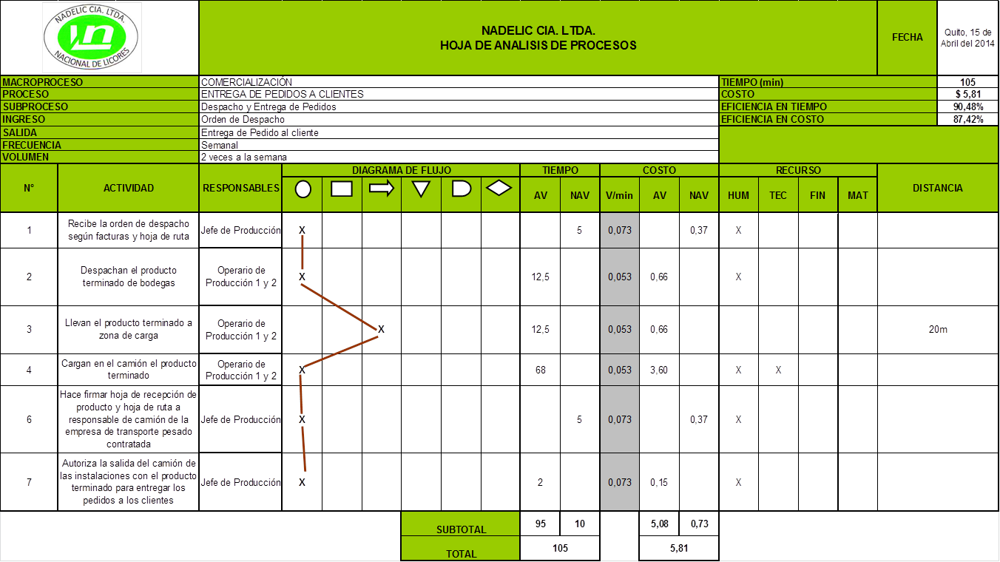 NADELIC CIA. LTDA.
NACIONAL DE LICORES
NADELIC CIA. LTDA.
HOJA DE ANALISIS DE PROCESOS
FECHA
Quito, 15 de
Abril del 2014
MACROPROCESO COMERCIALIZACIÓN TIEMPO (min) 105
PROCESO ENTREGA DE PEDIDOS A CLIENTES COSTO $ 5,81
SUBPROCESO Despacho y Entrega de Pedidos EFICIENCIA EN TIEMPO 90,48%
INGRESO Orden de Despacho EFICIENCIA EN COSTO 87,42%
SALIDA Entrega de Pedido al cliente
FRECUENCIA Semanal
VOLUMEN 2 veces a la semana
N° ACTIVIDAD RESPONSABLES DIAGRAMA DE FLUJO TIEMPO COSTO RECURSO DISTANCIA
AV NAV V/min AV NAV HUM TEC FIN MAT
1
Recibe la orden de despacho
según facturas y hoja de ruta
Jefe de Producción X 5 0,073 0,37 X
2
Despachan el producto
terminado de bodegas
Operario de
Producción 1 y 2
X 12,5 0,053 0,66 X
3
Llevan el producto terminado a
zona de carga
Operario de
Producción 1 y 2
X 12,5 0,053 0,66 20m
4
Cargan en el camión el producto
terminado
Operario de
Producción 1 y 2
X 68 0,053 3,60 X X
6
Hace firmar hoja de recepción de
producto y hoja de ruta a
responsable de camión de la
empresa de transporte pesado
contratada
Jefe de Producción X 5 0,073 0,37 X
7
Autoriza la salida del camión de
las instalaciones con el producto
terminado para entregar los
pedidos a los clientes
Jefe de Producción X 2 0,073 0,15 X
SUBTOTAL 95 10 5,08 0,73
TOTAL 105 5,81